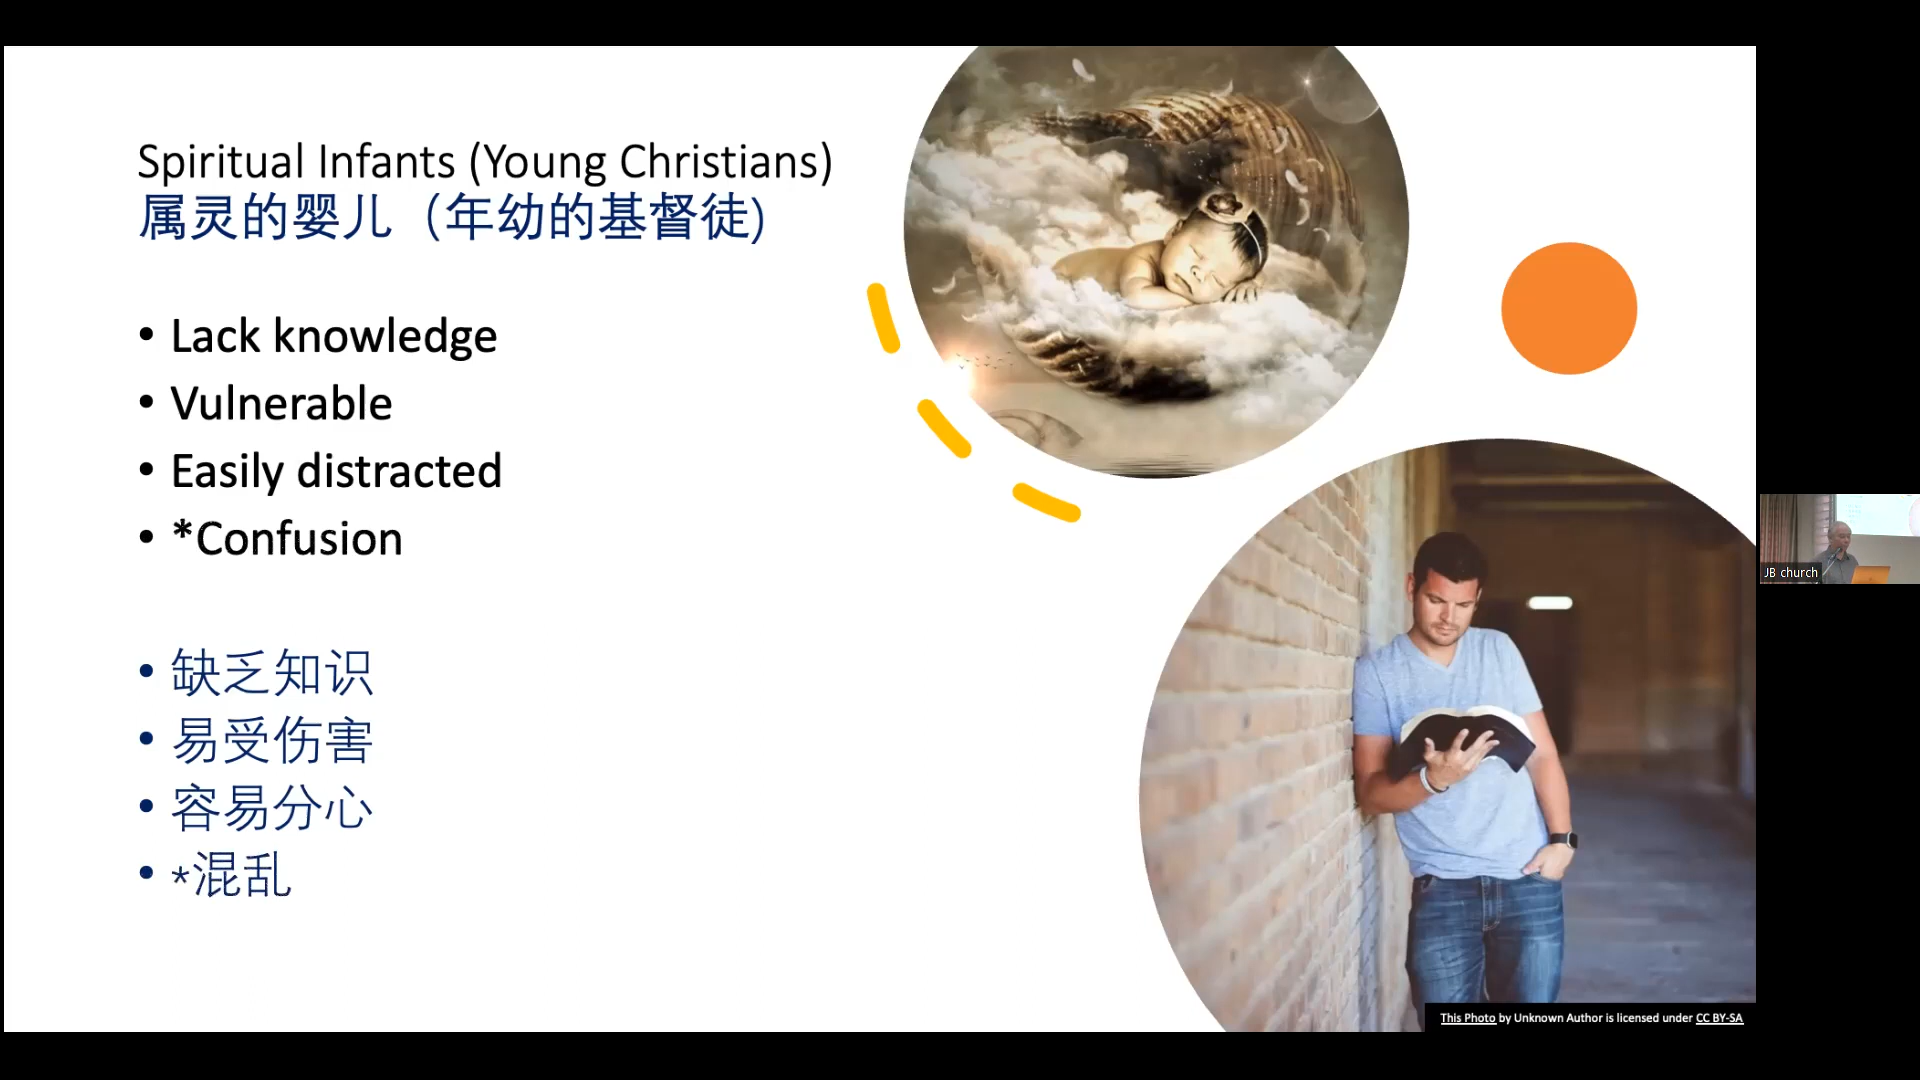 Spiritual Infants (Young Christians)
属灵的婴儿（年幼的基督徒)
• Lack knowledge
• Vulnerable
• Easily distracted
• *Confusion
• 缺乏知识
• 易受伤害
• 容易分心
• *混乱
This Photo by Unknown Author is licensed under CC BY-SA
JB church